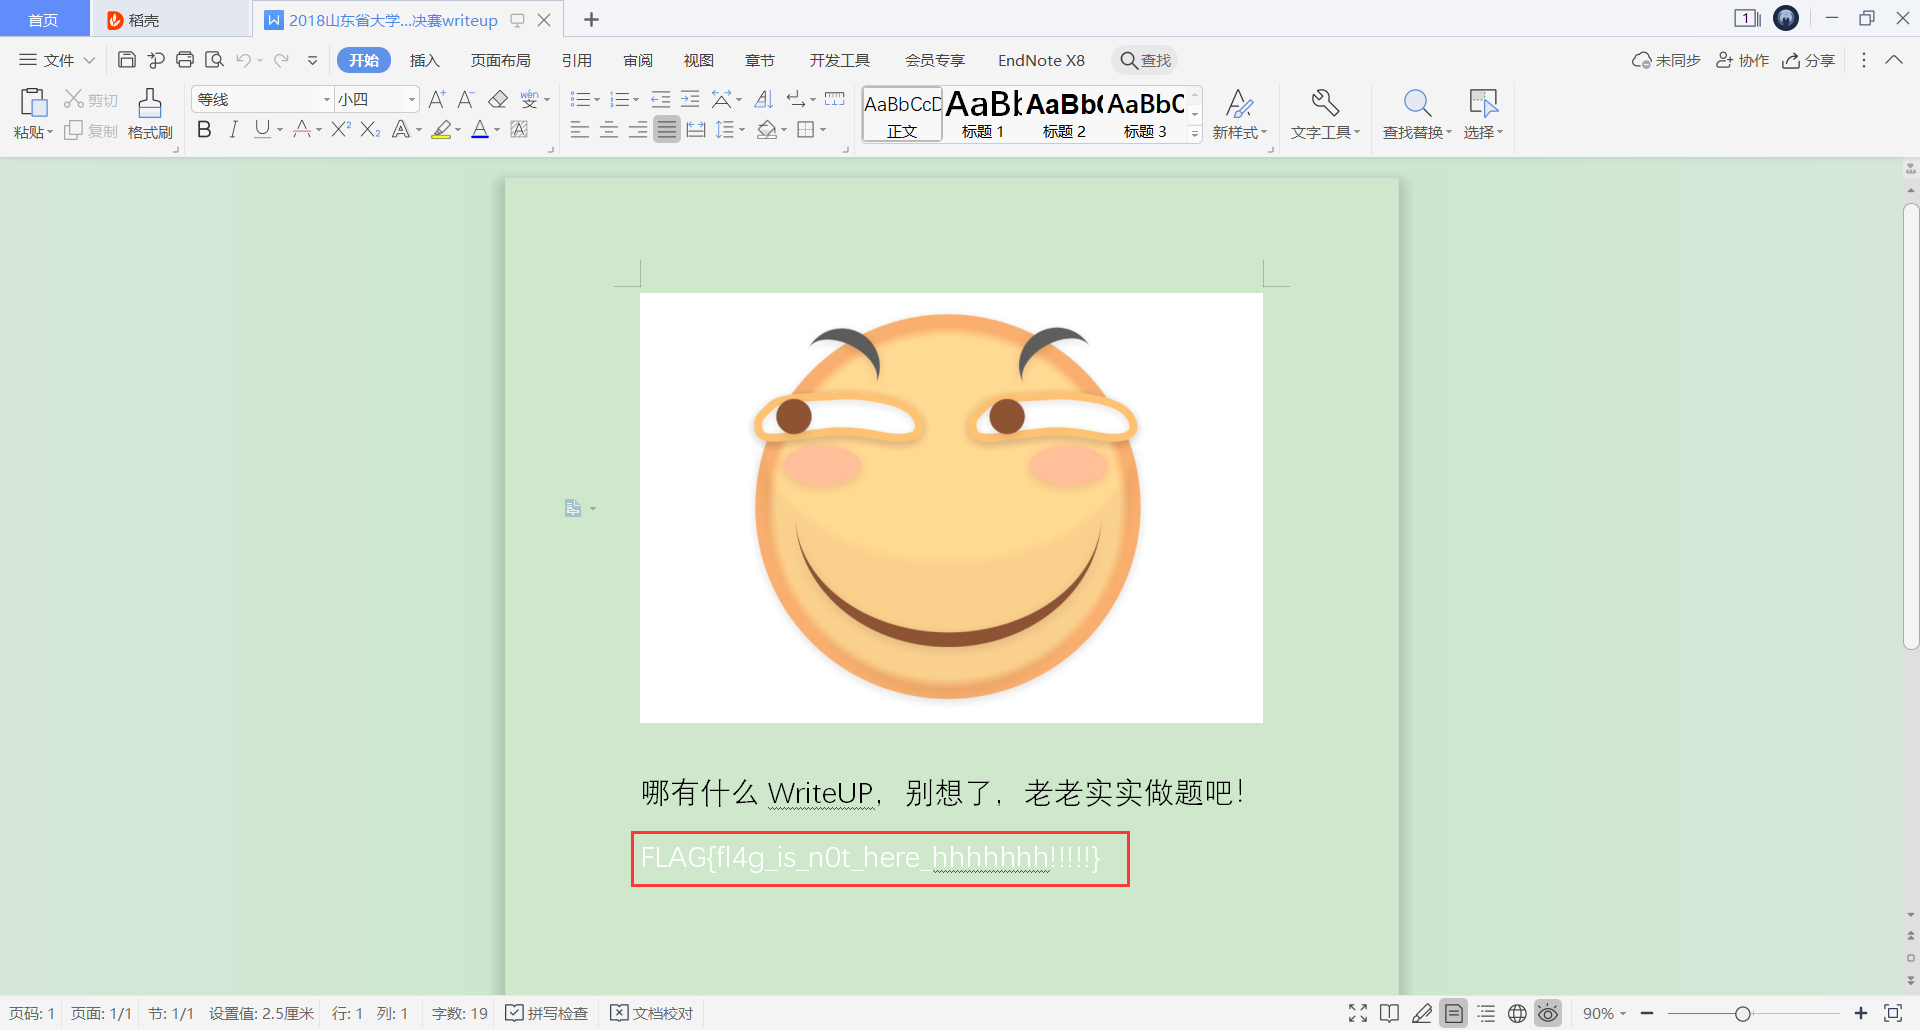 首页 稻壳 2018山东省大学...决赛writeup 1
文件 开始 插入 页面布局 引用 审阅 视图 章节 开发工具 会员专享 EndNote X8 查找 未同步 协作 分享
粘贴 剪切 复制 格式刷 等线 小四
AaBbCcD AaBb AaBb( AaBbC
正文 标题 1 标题 2 标题 3 新样式 文字工具 查找替换 选择
哪有什么 WriteUP，别想了，老老实实做题吧！
FLAG{fl4g_is_n0t_here_hhhhhhh!!!!!}
页码: 1 页面: 1/1 节: 1/1 设置值: 2.5厘米 行: 1 列: 1 字数: 19 拼写检查 文档校对 90%